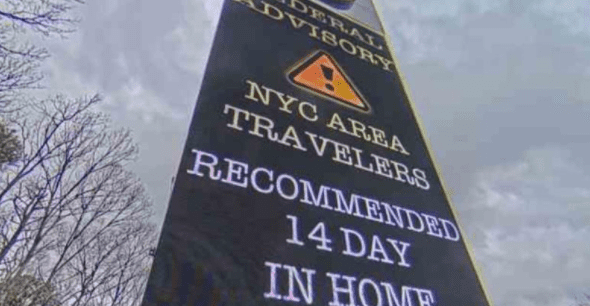 ADVISORY
NYC AREA
TRAVELERS
RECOMMENDED
14 DAY
IN HOME